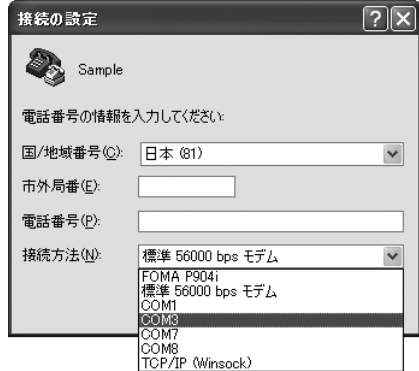 接続の設定
Sample
電話番号の情報を入力してください:
国/地域番号(C): 日本 (81)
市外局番(E):
電話番号(P):
接続方法(N): 標準 56000 bps モデム
FOMA P904i
標準 56000 bps モデム
COM1
COM3
COM7
COM8
TCP/IP (Winsock)